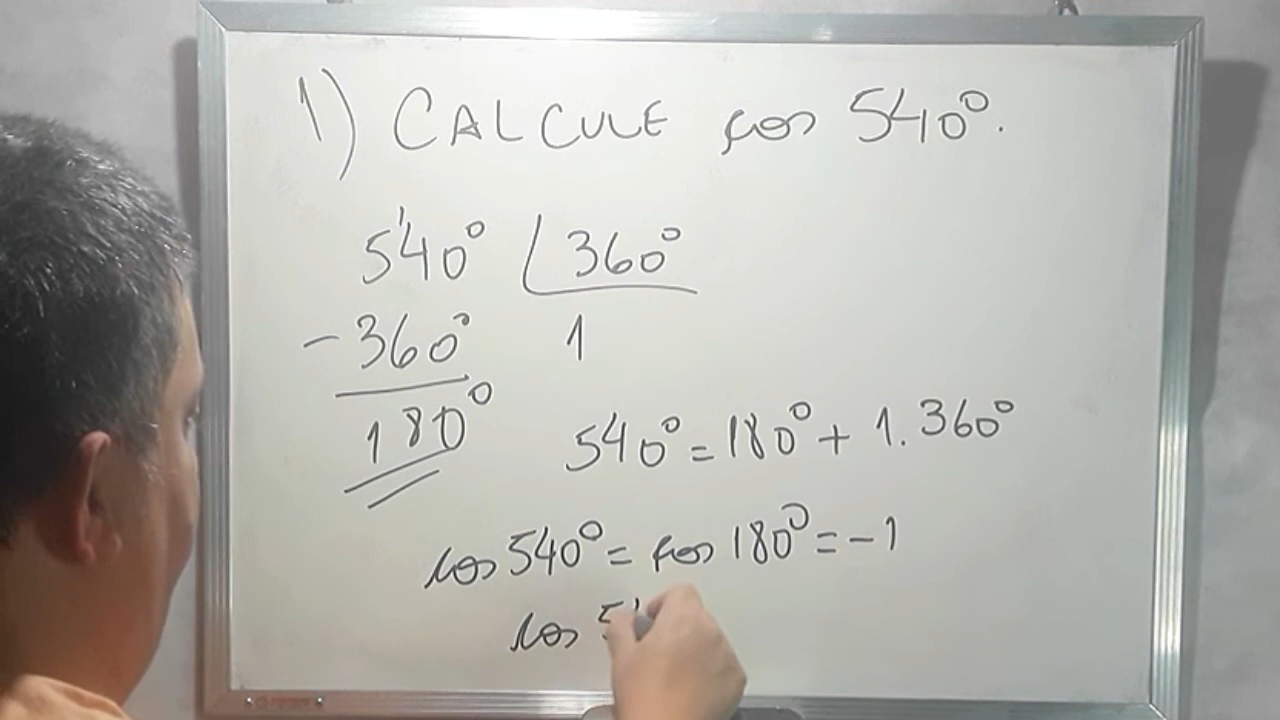 1) CALCULE cos 540°.
540° 360°
- 360° 1
180°
540° = 180° + 1.360°
cos 540° = cos 180° = -1
cos 5